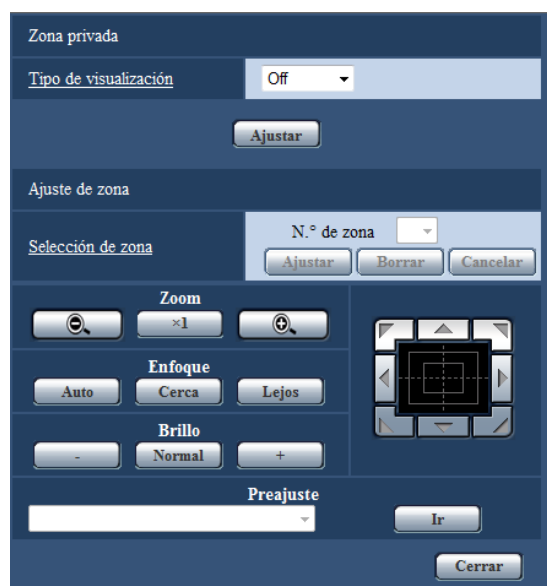 Zona privada
Tipo de visualización Off
Ajustar
Ajuste de zona
Selección de zona N.º de zona
Ajustar Borrar Cancelar
Zoom
×1
Enfoque
Auto Cerca Lejos
Brillo
- Normal +
Preajuste
Ir
Cerrar